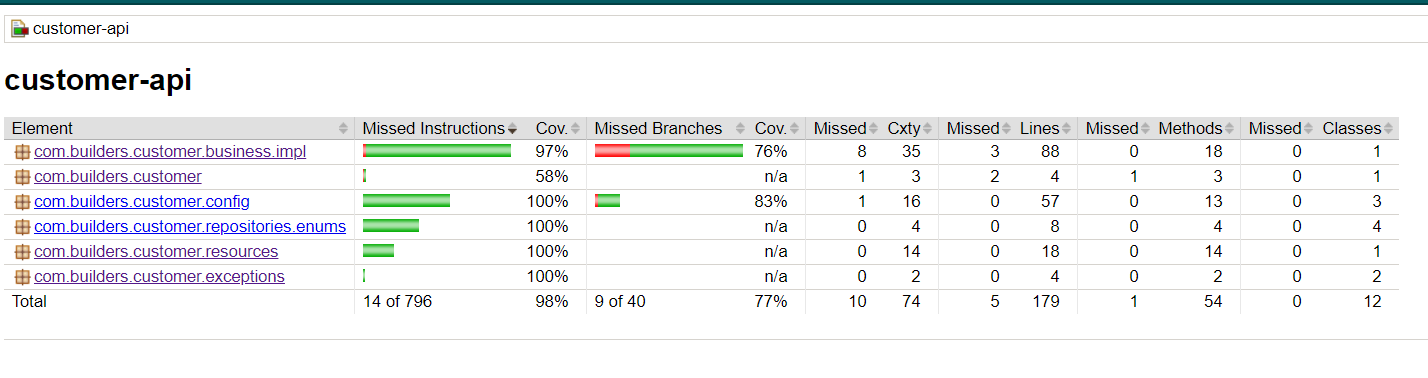 customer-api
customer-api
Element Missed Instructions Cov. Missed Branches Cov. Missed Cxty Missed Lines Missed Methods Missed Classes
com.builders.customer.business.impl 97% 76% 8 35 3 88 0 18 0 1
com.builders.customer 58% n/a 1 3 2 4 1 3 0 1
com.builders.customer.config 100% 83% 1 16 0 57 0 13 0 3
com.builders.customer.repositories.enums 100% n/a 0 4 0 8 0 4 0 4
com.builders.customer.resources 100% n/a 0 14 0 18 0 14 0 1
com.builders.customer.exceptions 100% n/a 0 2 0 4 0 2 0 2
Total 14 of 796 98% 9 of 40 77% 10 74 5 179 1 54 0 12